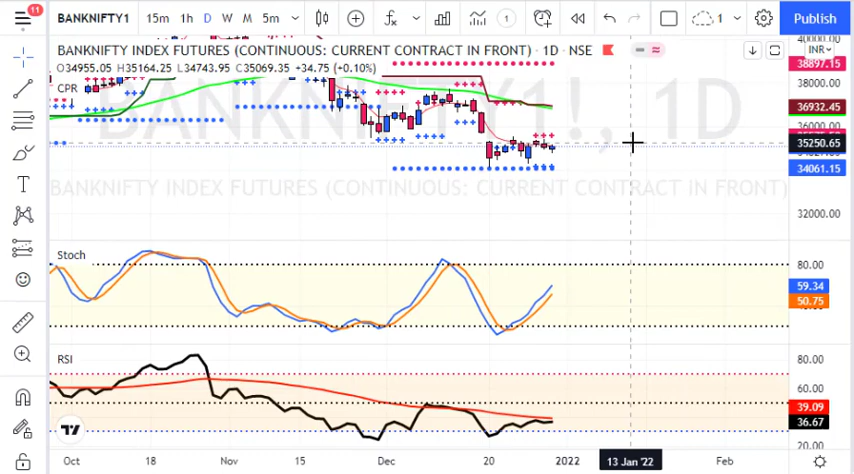 11
BANKNIFTY1 15m 1h D W M 5m 1 1 Publish
BANKNIFTY INDEX FUTURES (CONTINUOUS: CURRENT CONTRACT IN FRONT) · 1D · NSE INR
O34955.05 H35164.25 L34743.95 C35069.35 +34.75 (+0.10%)
CPR
BANKNIFTY1!, 1D
BANKNIFTY INDEX FUTURES (CONTINUOUS: CURRENT CONTRACT IN FRONT)
40000.00
38897.15
38000.00
36932.45
36000.00
35250.65
34061.15
32000.00
Stoch
80.00
59.34
50.75
RSI
80.00
60.00
39.09
36.67
20.00
Oct 18 Nov 15 Dec 20 2022 13 Jan '22 Feb